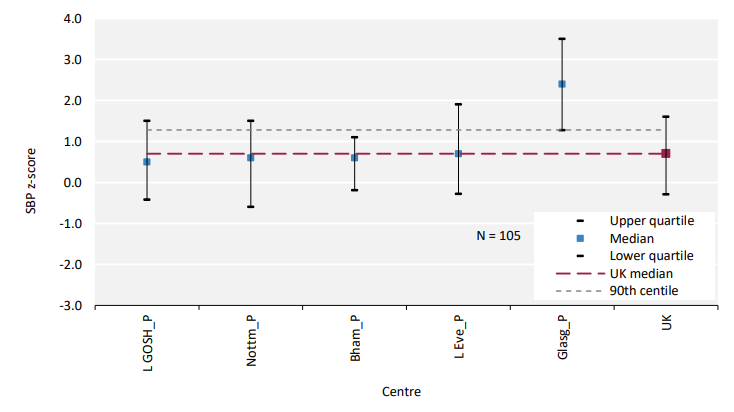 4.0
3.0
2.0
1.0
0.0
-1.0
-2.0
-3.0
SBP z-score
N = 105
Upper quartile
Median
Lower quartile
UK median
90th centile
L GOSH_P
Nottm_P
Bham_P
L Eve_P
Glasg_P
UK
Centre